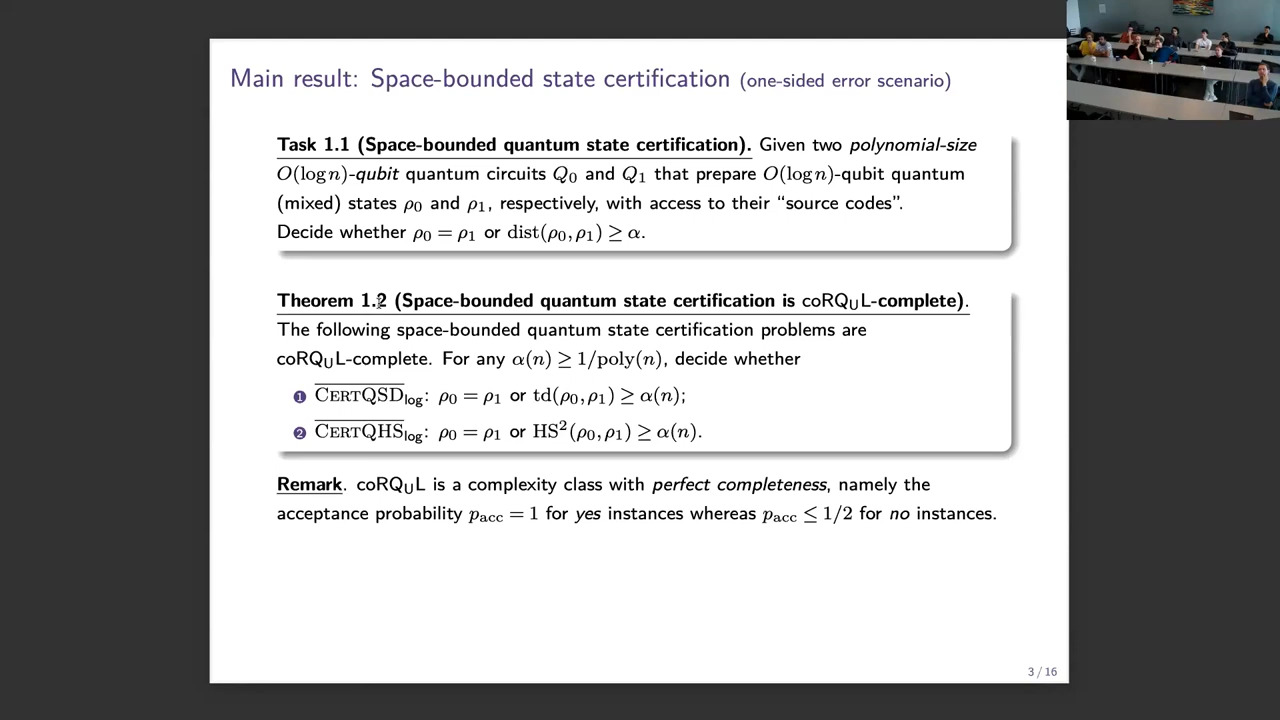 Main result: Space-bounded state certification (one-sided error scenario)
Task 1.1 (Space-bounded quantum state certification). Given two polynomial-size
O(log n)-qubit quantum circuits Q₀ and Q₁ that prepare O(log n)-qubit quantum
(mixed) states ρ₀ and ρ₁, respectively, with access to their “source codes”.
Decide whether ρ₀ = ρ₁ or dist(ρ₀, ρ₁) ≥ α.
Theorem 1.2 (Space-bounded quantum state certification is coRQ_UL-complete).
The following space-bounded quantum state certification problems are
coRQ_UL-complete. For any α(n) ≥ 1/poly(n), decide whether
1 \overline{CERTQSD}_log: ρ₀ = ρ₁ or td(ρ₀, ρ₁) ≥ α(n);
2 \overline{CERTQHS}_log: ρ₀ = ρ₁ or HS²(ρ₀, ρ₁) ≥ α(n).
Remark. coRQ_UL is a complexity class with perfect completeness, namely the
acceptance probability p_acc = 1 for yes instances whereas p_acc ≤ 1/2 for no instances.
3 / 16